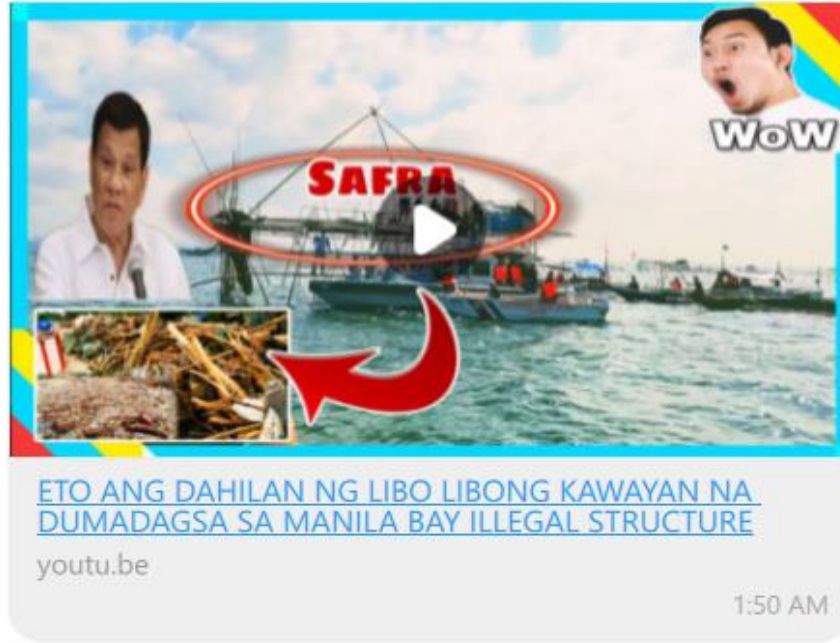 WoW
SAFRA
ETO ANG DAHILAN NG LIBO LIBONG KAWAYAN NA
DUMADAGSA SA MANILA BAY ILLEGAL STRUCTURE
youtu.be
1:50 AM